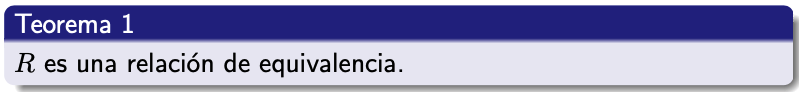 Teorema 1
R es una relación de equivalencia.